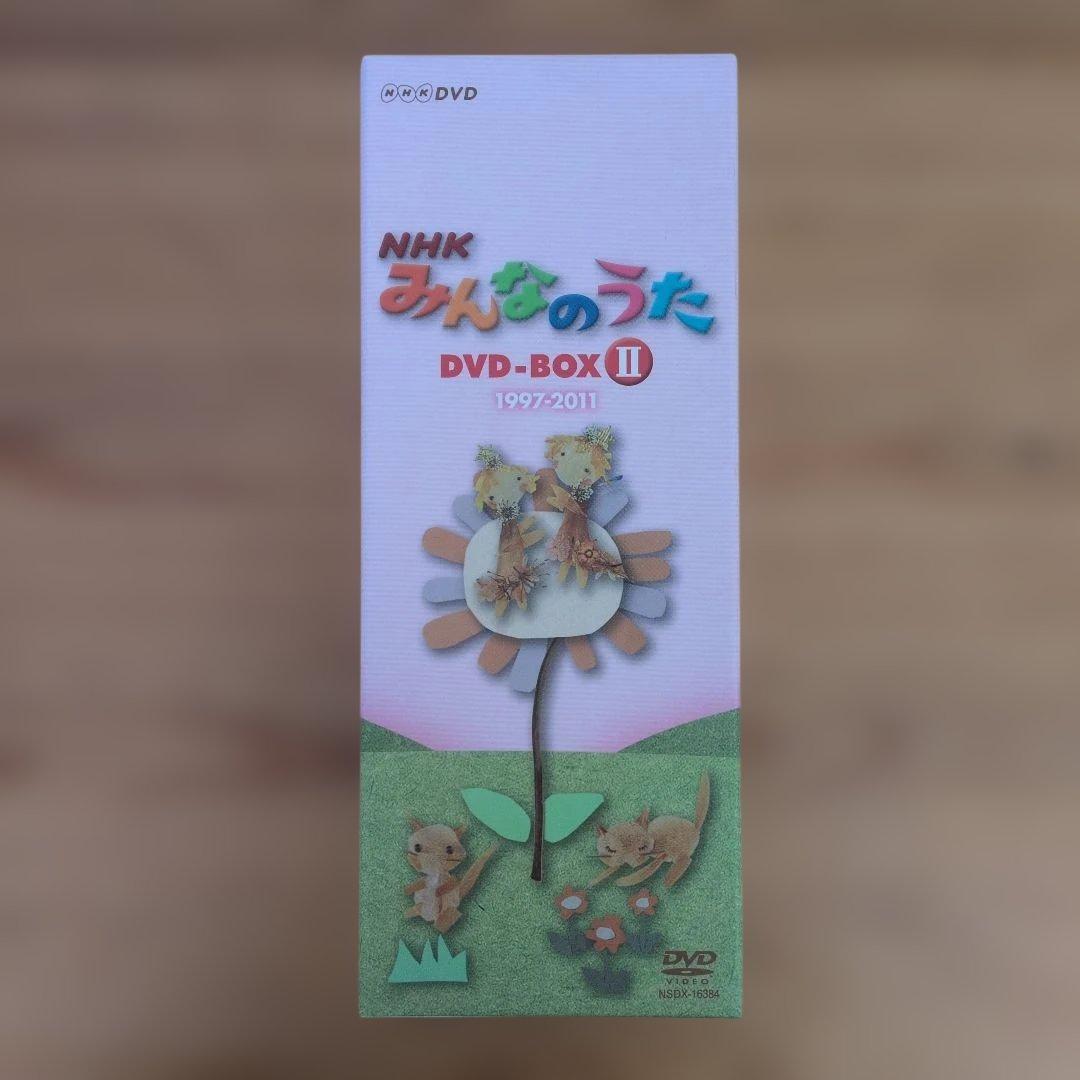 NHK DVD
NHK
みんなのうた
DVD-BOX II
1997-2011
DVD
VIDEO
NSDX-16384